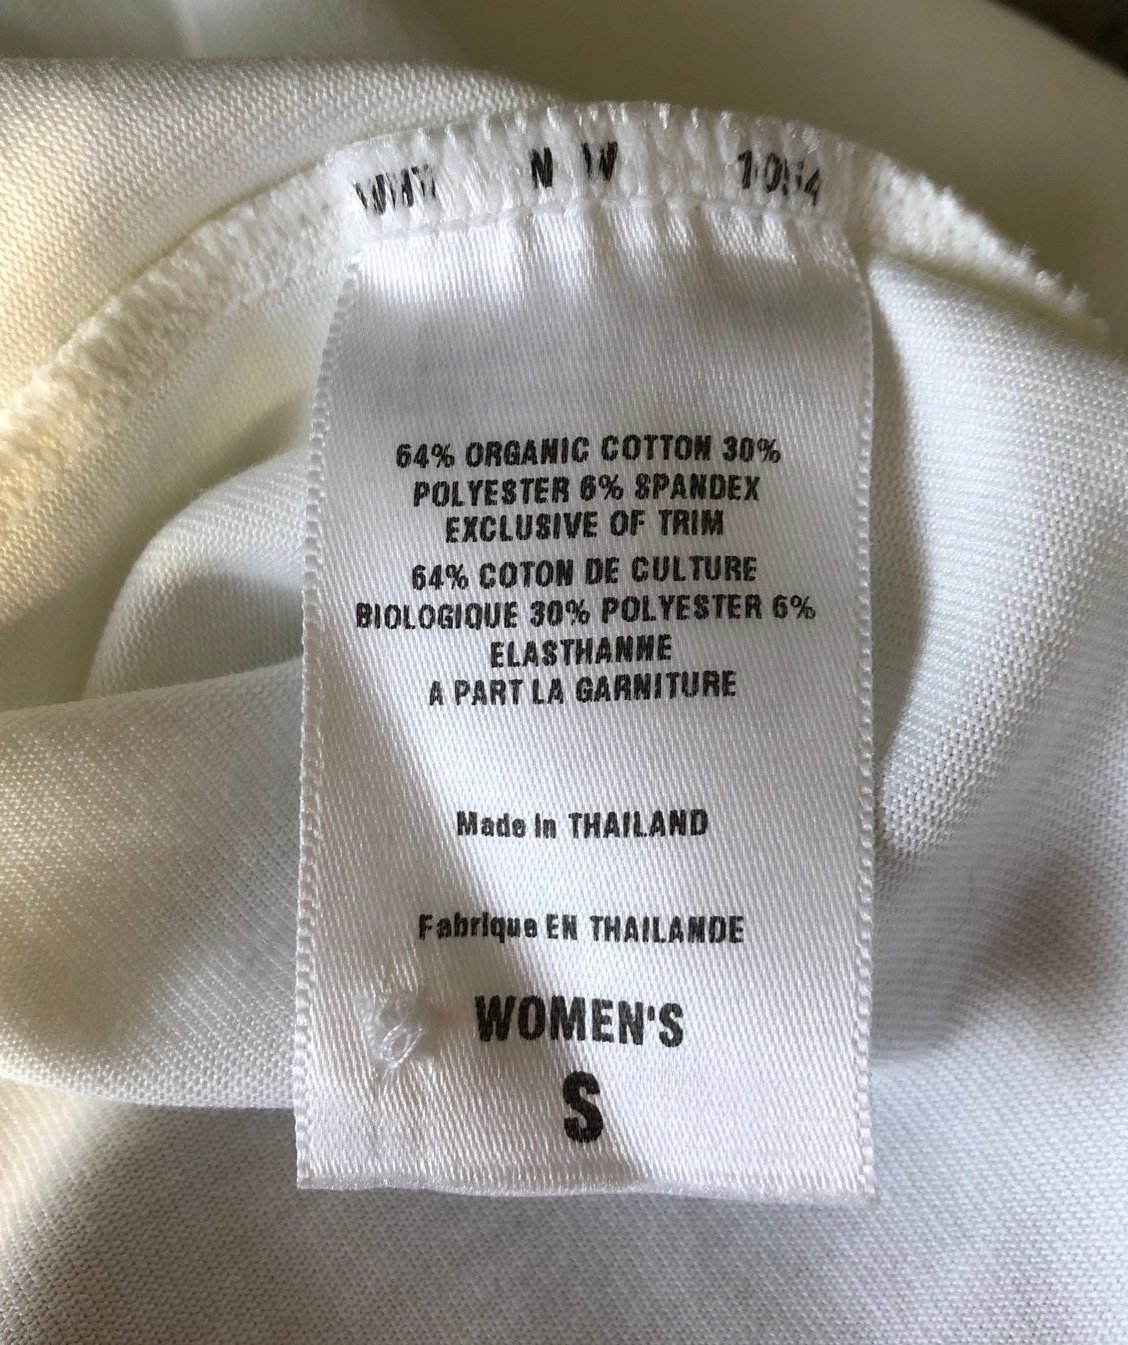 64% ORGANIC COTTON 30%
POLYESTER 6% SPANDEX
EXCLUSIVE OF TRIM
64% COTON DE CULTURE
BIOLOGIQUE 30% POLYESTER 6%
ELASTHANNE
A PART LA GARNITURE
Made in THAILAND
Fabrique EN THAILANDE
WOMEN'S
S